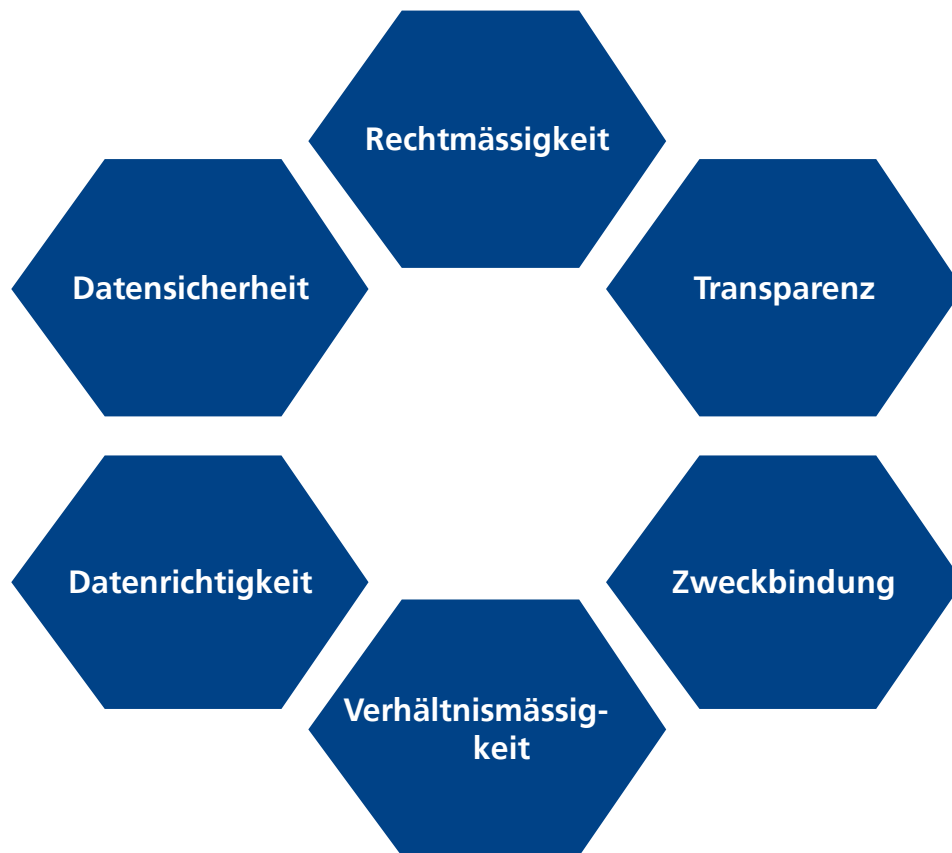 Rechtmässigkeit
Transparenz
Zweckbindung
Verhältnismässig-
keit
Datenrichtigkeit
Datensicherheit